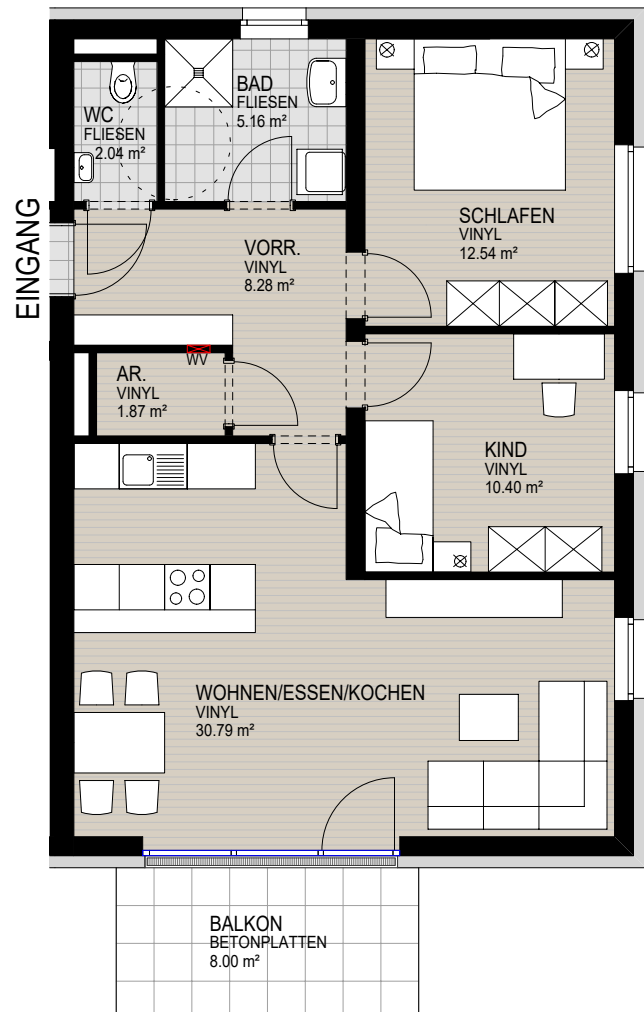 BAD
FLIESEN
5.16 m²
WC
FLIESEN
2.04 m²
EINGANG
SCHLAFEN
VINYL
12.54 m²
VORR.
VINYL
8.28 m²
WV
AR.
VINYL
1.87 m²
KIND
VINYL
10.40 m²
WOHNEN/ESSEN/KOCHEN
VINYL
30.79 m²
BALKON
BETONPLATTEN
8.00 m²